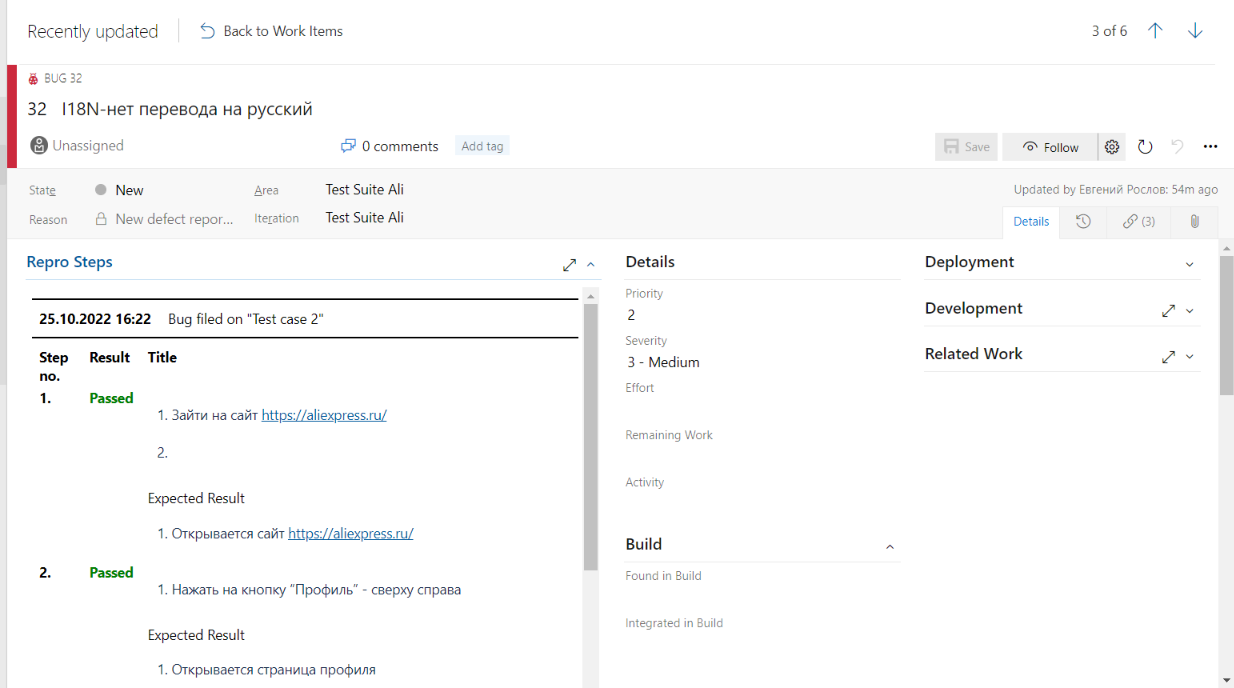 Recently updated
Back to Work Items
3 of 6
BUG 32
32 I18N-нет перевода на русский
Unassigned
0 comments
Add tag
Save
Follow
State
New
Area
Test Suite Ali
Updated by Евгений Рослов: 54m ago
Reason
New defect repor...
Iteration
Test Suite Ali
Details
(3)
Repro Steps
25.10.2022 16:22 Bug filed on "Test case 2"
Step no.
Result
Title
1. Passed
1. Зайти на сайт https://aliexpress.ru/
2.
Expected Result
1. Открывается сайт https://aliexpress.ru/
2. Passed
1. Нажать на кнопку “Профиль” - сверху справа
Expected Result
1. Открывается страница профиля
Details
Priority
2
Severity
3 - Medium
Effort
Remaining Work
Activity
Build
Found in Build
Integrated in Build
Deployment
Development
Related Work